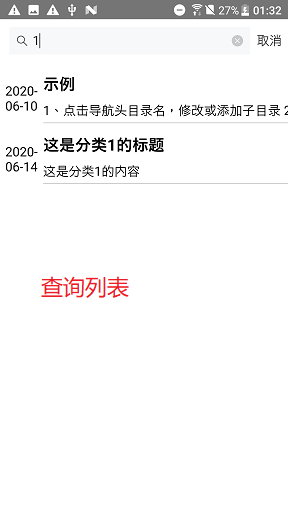 27% 01:32
1 取消
示例
2020-06-10
1、点击导航头目录名，修改或添加子目录 2
这是分类1的标题
2020-06-14
这是分类1的内容
查询列表